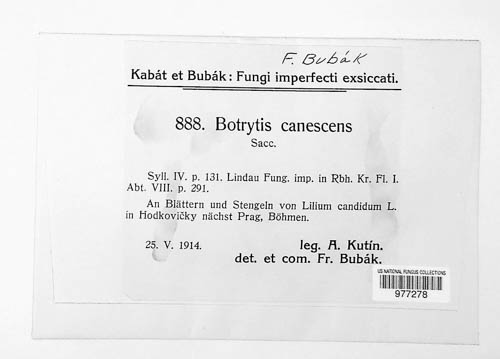 F. Bubák
Kabát et Bubák: Fungi imperfecti exsiccati.
888. Botrytis canescens
Sacc.
Syll. IV. p. 131. Lindau Fung. imp. in Rbh. Kr. Fl. I.
Abt. VIII. p. 291.
An Blättern und Stengeln von Lilium candidum L.
in Hodkovičky nächst Prag, Böhmen.
25. V. 1914.
leg. A. Kutín.
det. et com. Fr. Bubák.
US NATIONAL FUNGUS COLLECTIONS
977278